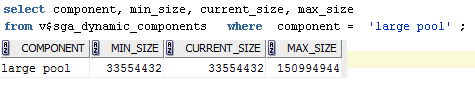 select component, min_size, current_size, max_size
from v$sga_dynamic_components where component = 'large pool' ;
COMPONENT MIN_SIZE CURRENT_SIZE MAX_SIZE
large pool 33554432 33554432 150994944